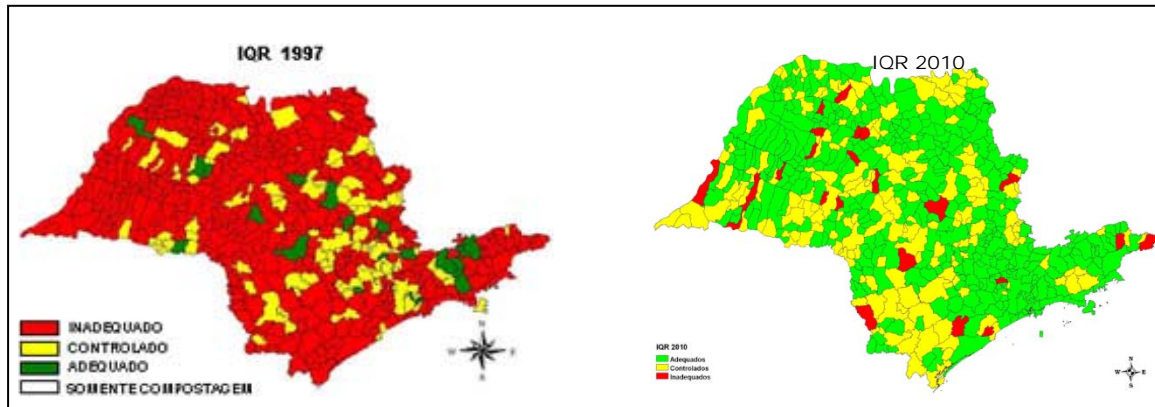 IQR 1997
INADEQUADO
CONTROLADO
ADEQUADO
SOMENTE COMPOSTAGEM
N
W E
S
IQR 2010
IQR 2010
Adequados
Controlados
Inadequados
N
W E
S